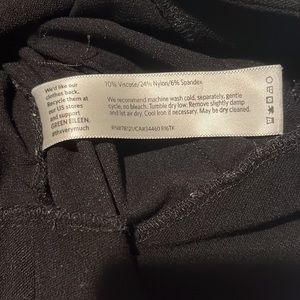 We'd like our
clothes back.
Recycle them at
our US stores
and support
GREEN EILEEN.
#theverymuch
70% Viscose/24% Nylon/6% Spandex
We recommend machine wash cold, separately, gentle
cycle, no bleach. Tumble dry low. Remove slightly damp
and let air dry. Cool Iron if necessary. May be dry cleaned.